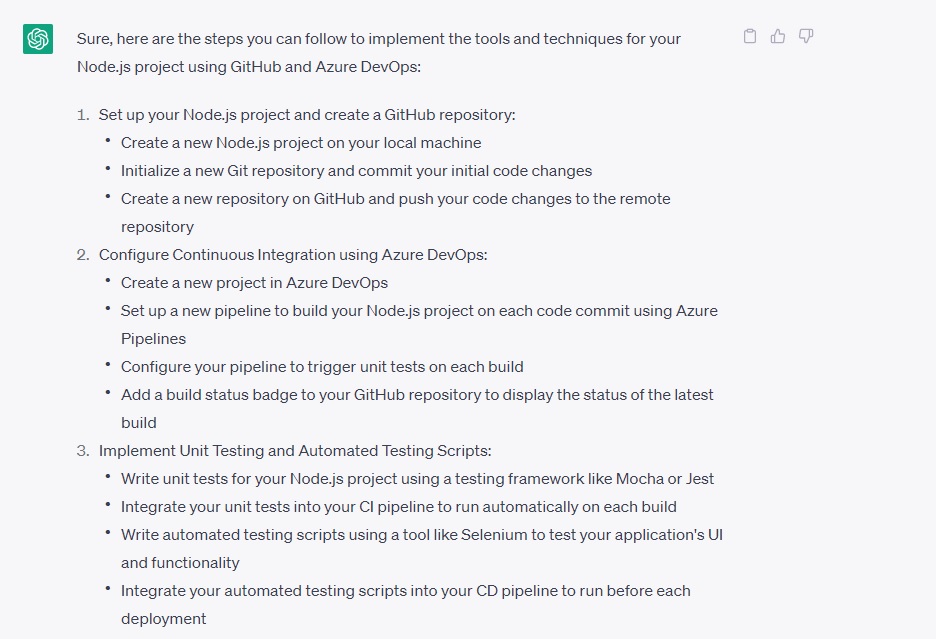 Sure, here are the steps you can follow to implement the tools and techniques for your
Node.js project using GitHub and Azure DevOps:
1. Set up your Node.js project and create a GitHub repository:
• Create a new Node.js project on your local machine
• Initialize a new Git repository and commit your initial code changes
• Create a new repository on GitHub and push your code changes to the remote
repository
2. Configure Continuous Integration using Azure DevOps:
• Create a new project in Azure DevOps
• Set up a new pipeline to build your Node.js project on each code commit using Azure
Pipelines
• Configure your pipeline to trigger unit tests on each build
• Add a build status badge to your GitHub repository to display the status of the latest
build
3. Implement Unit Testing and Automated Testing Scripts:
• Write unit tests for your Node.js project using a testing framework like Mocha or Jest
• Integrate your unit tests into your CI pipeline to run automatically on each build
• Write automated testing scripts using a tool like Selenium to test your application's UI
and functionality
• Integrate your automated testing scripts into your CD pipeline to run before each
deployment